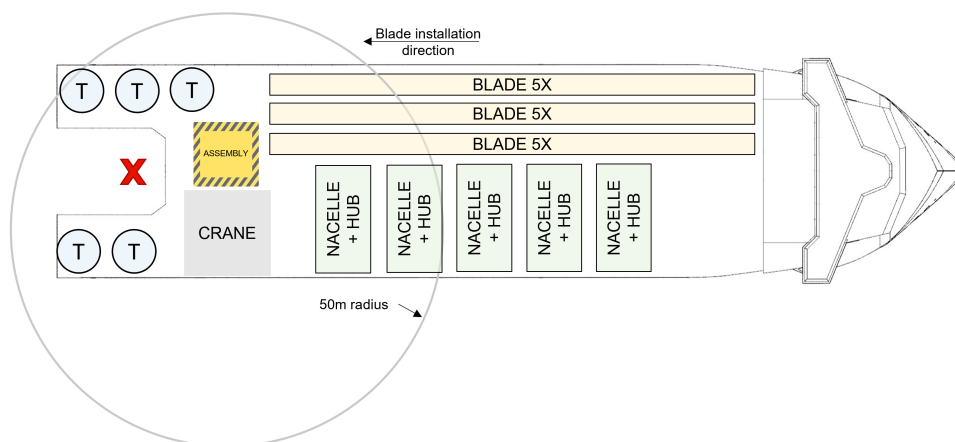 Blade installation
direction
T T T
BLADE 5X
BLADE 5X
BLADE 5X
ASSEMBLY
X
CRANE
NACELLE
+ HUB
NACELLE
+ HUB
NACELLE
+ HUB
NACELLE
+ HUB
NACELLE
+ HUB
T T
50m radius